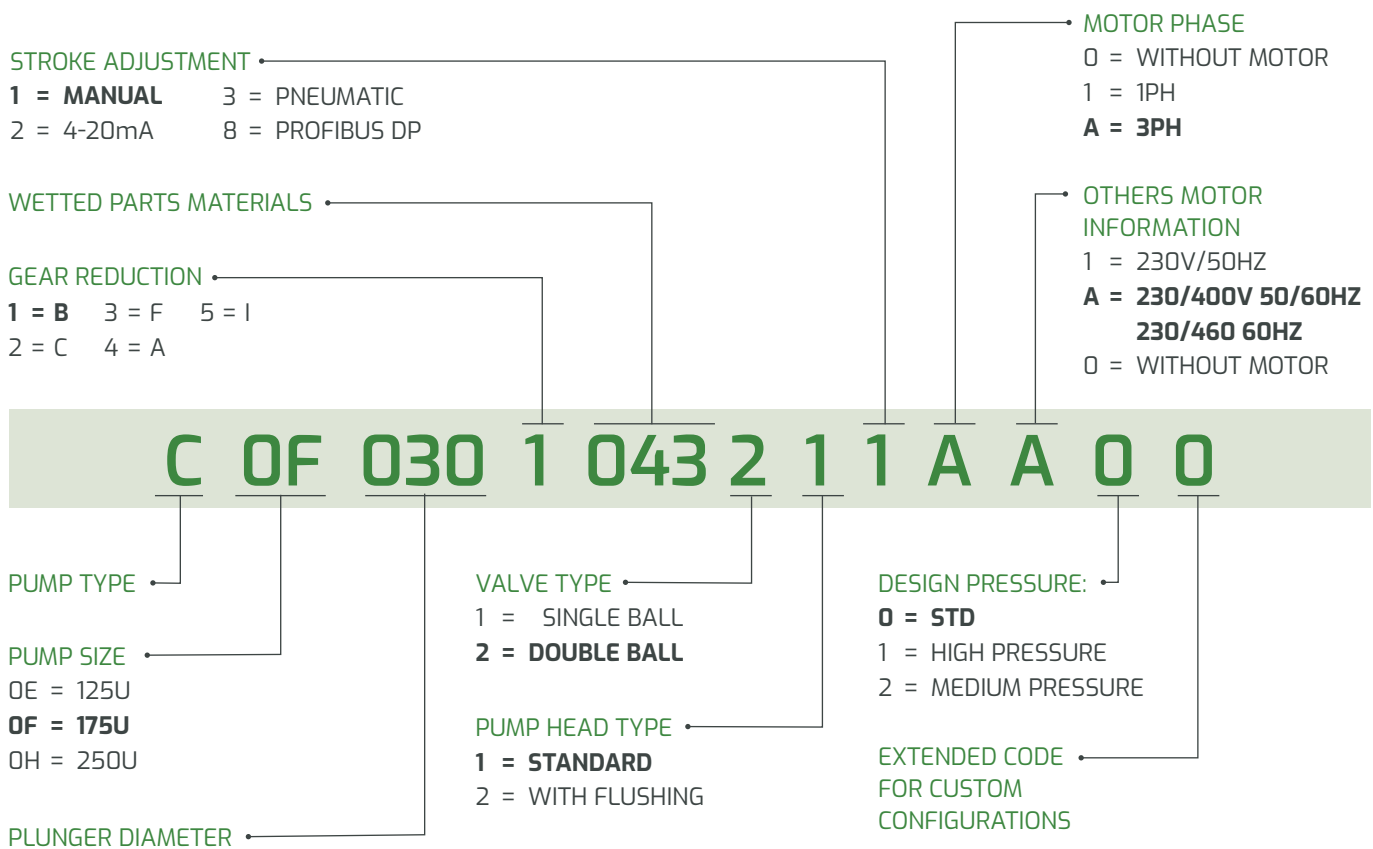 STROKE ADJUSTMENT
1 = MANUAL 3 = PNEUMATIC
2 = 4-20mA 8 = PROFIBUS DP
WETTED PARTS MATERIALS
GEAR REDUCTION
1 = B 3 = F 5 = I
2 = C 4 = A
MOTOR PHASE
0 = WITHOUT MOTOR
1 = 1PH
A = 3PH
OTHERS MOTOR
INFORMATION
1 = 230V/50HZ
A = 230/400V 50/60HZ
230/460 60HZ
0 = WITHOUT MOTOR
C 0F 030 1 043 2 1 1 A A 0 0
PUMP TYPE
PUMP SIZE
0E = 125U
0F = 175U
0H = 250U
PLUNGER DIAMETER
VALVE TYPE
1 = SINGLE BALL
2 = DOUBLE BALL
PUMP HEAD TYPE
1 = STANDARD
2 = WITH FLUSHING
DESIGN PRESSURE:
0 = STD
1 = HIGH PRESSURE
2 = MEDIUM PRESSURE
EXTENDED CODE
FOR CUSTOM
CONFIGURATIONS